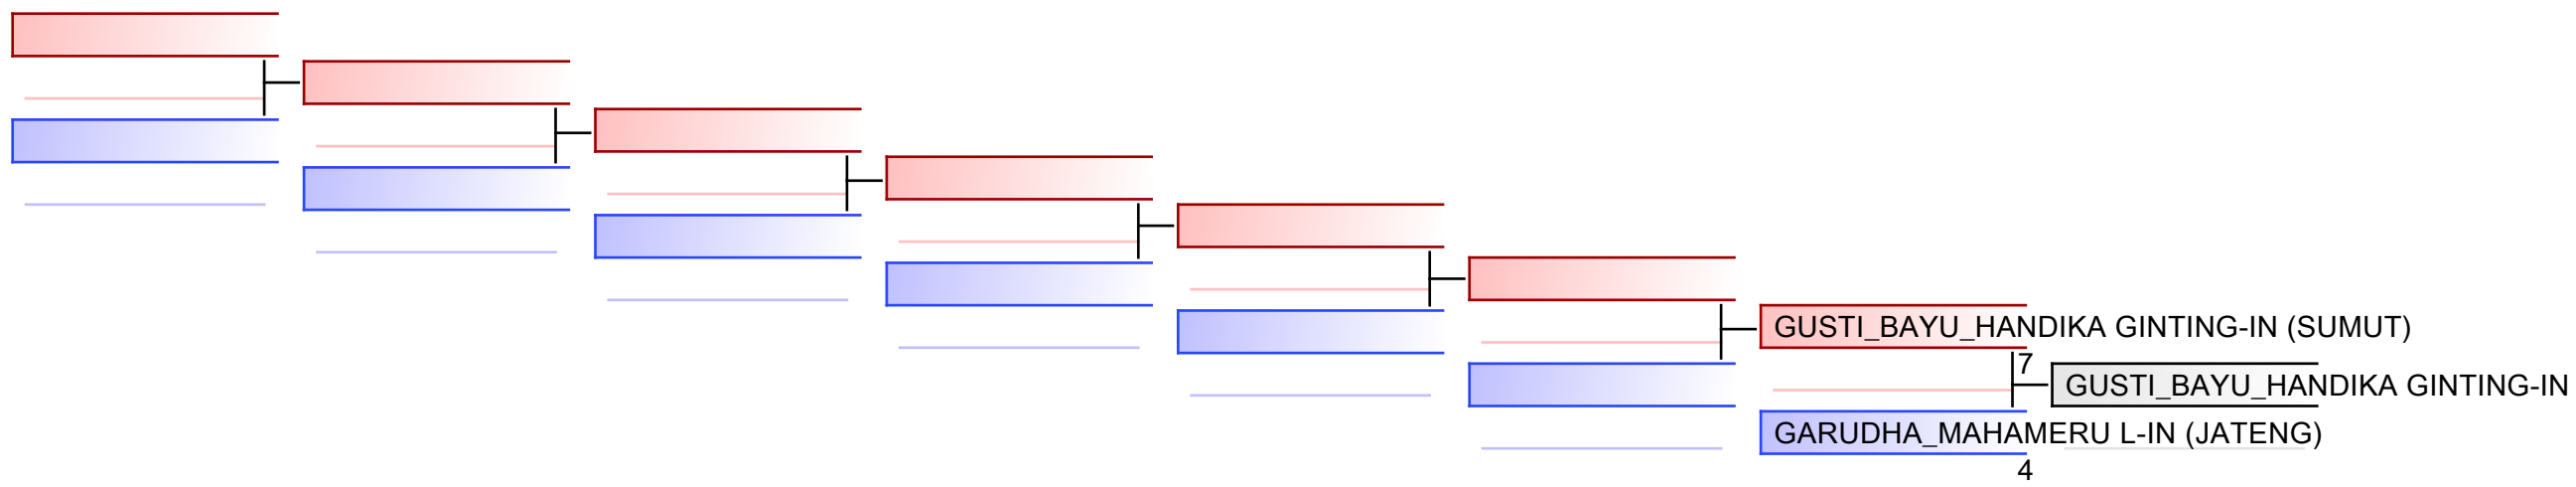 GUSTI_BAYU_HANDIKA GINTING-IN (SUMUT)
7
GUSTI_BAYU_HANDIKA GINTING-IN
GARUDHA_MAHAMERU L-IN (JATENG)
4